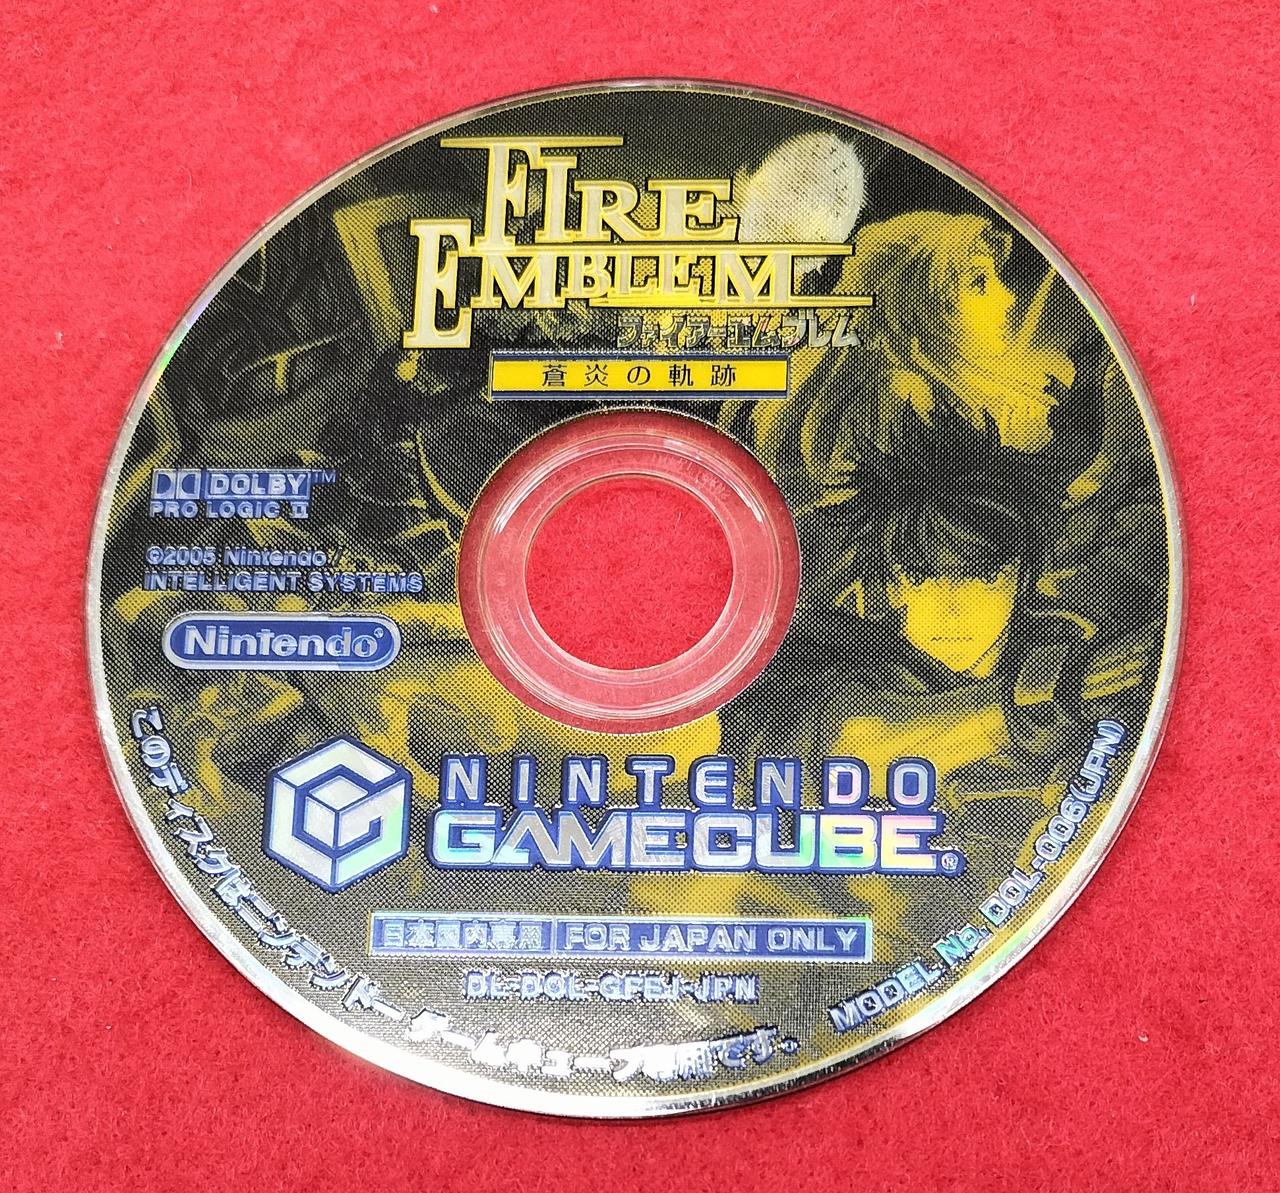 FIRE
EMBLEM
ファイアーエムブレム
蒼炎の軌跡
DOLBY™
PRO LOGIC II
©2005 Nintendo/
INTELLIGENT SYSTEMS
Nintendo®
NINTENDO
GAMECUBE®
日本国内専用 FOR JAPAN ONLY
DL-DOL-GFEJ-JPN
このディスクはニンテンドーゲームキューブ専用です。
MODEL No. DOL-006(JPN)